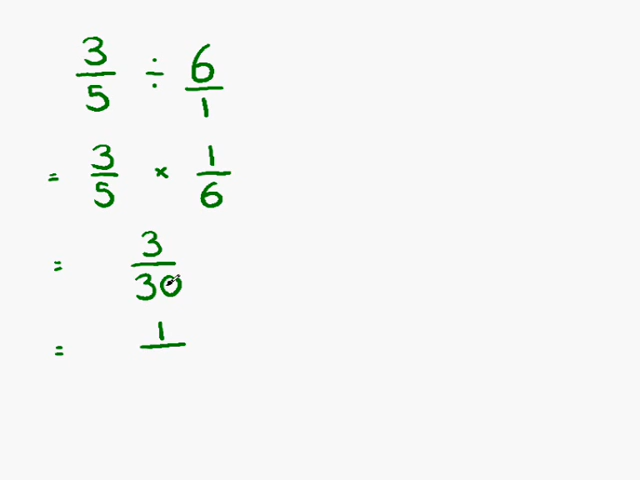 3/5 ÷ 6/1
= 3/5 × 1/6
= 3/30
= 1/